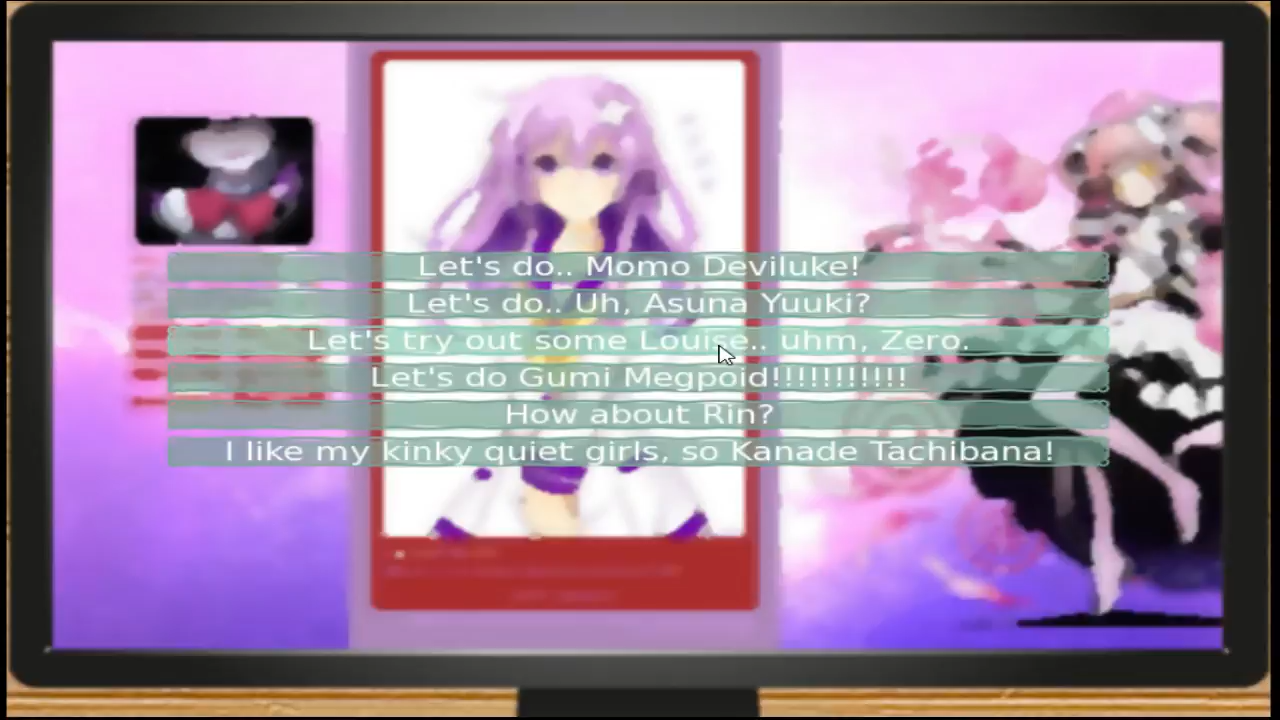 Let's do.. Momo Deviluke!
Let's do.. Uh, Asuna Yuuki?
Let's try out some Louise.. uhm, Zero.
Let's do Gumi Megpoid!!!!!!!!!!!
How about Rin?
I like my kinky quiet girls, so Kanade Tachibana!